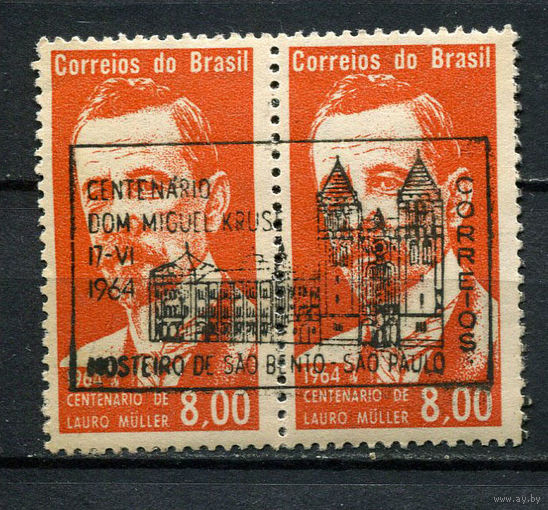 Correios do Brasil
Correios do Brasil
CENTENÁRIO
DOM MIGUEL KRUSE
17-VI
1964
CORREIOS
MOSTEIRO DE SÃO BENTO - SÃO PAULO
1964
CENTENARIO DE
LAURO MÜLLER
8,00
1964
CENTENARIO DE
LAURO MÜLLER
8,00
www.ay.by